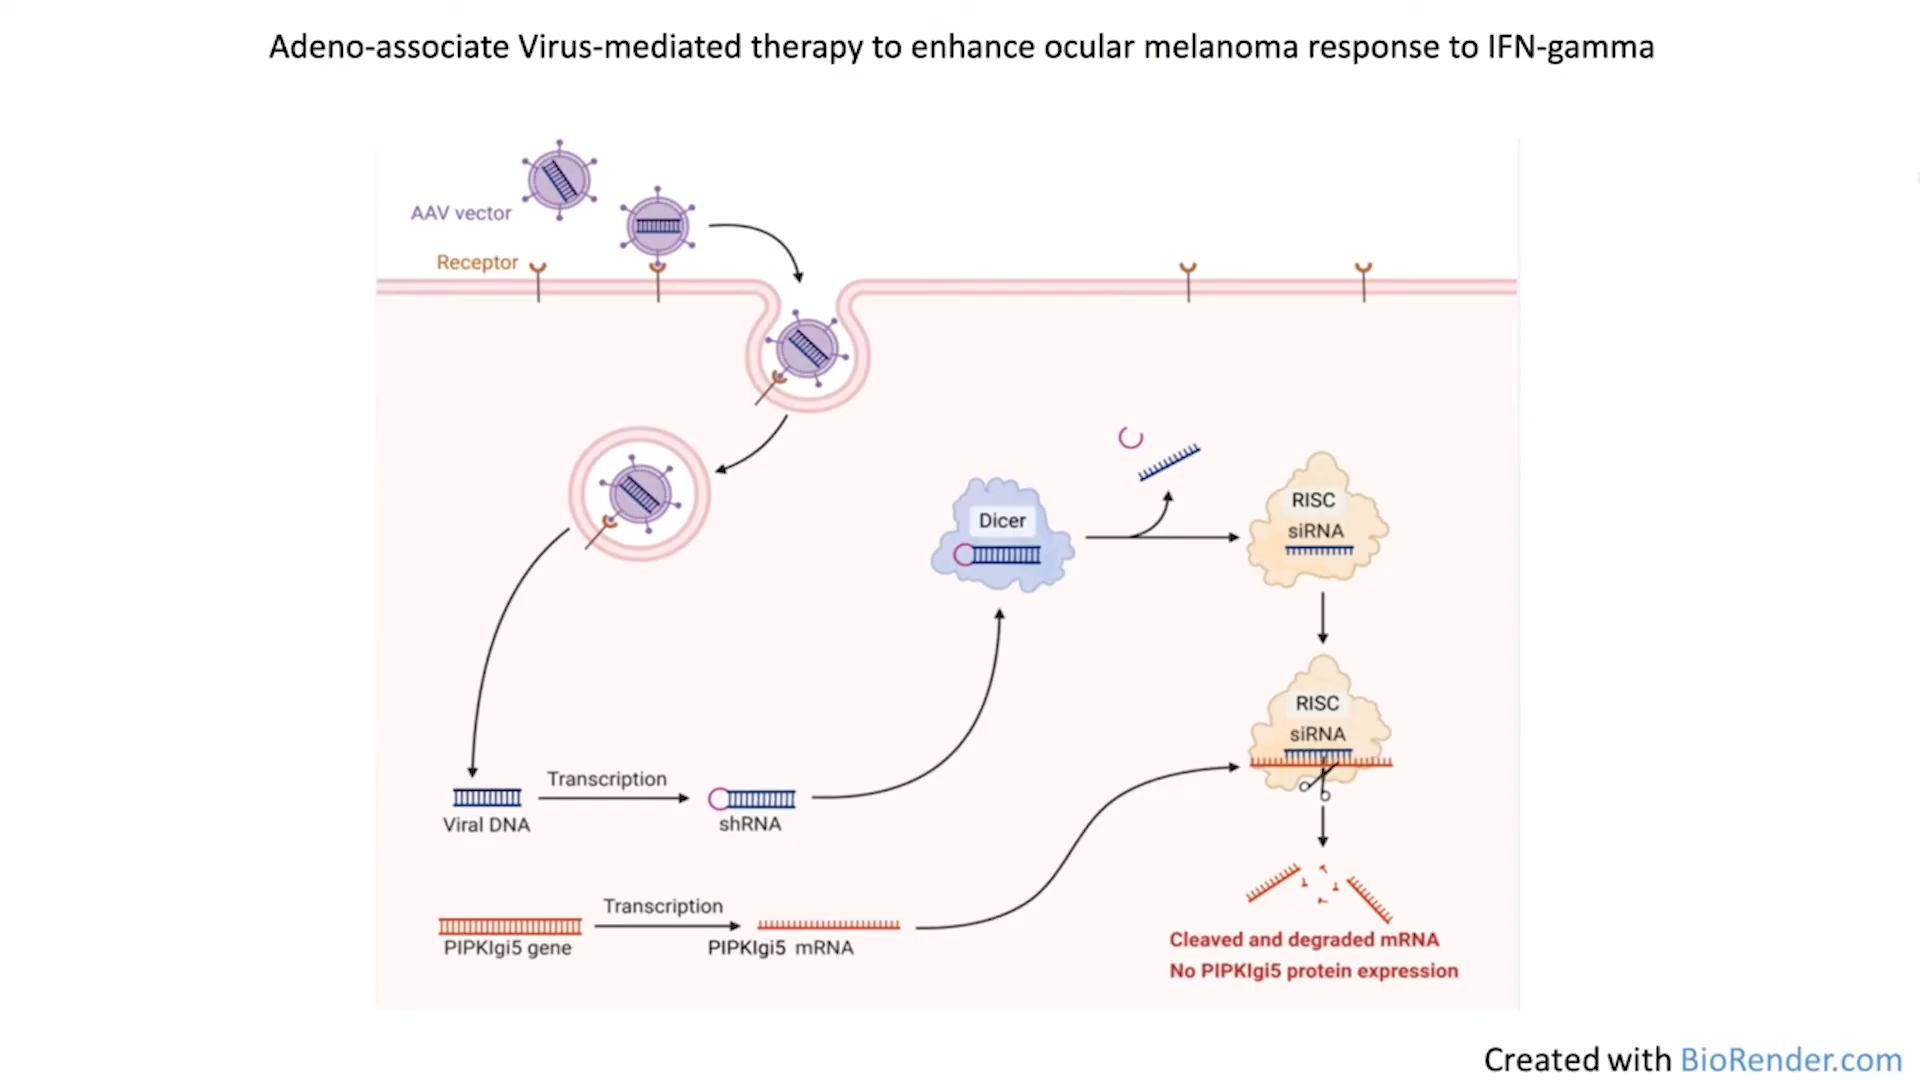 Adeno-associate Virus-mediated therapy to enhance ocular melanoma response to IFN-gamma
AAV vector
Receptor
Dicer
RISC
siRNA
RISC
siRNA
Transcription
Viral DNA
shRNA
Transcription
PIPKIgi5 gene
PIPKIgi5 mRNA
Cleaved and degraded mRNA
No PIPKIgi5 protein expression
Created with BioRender.com